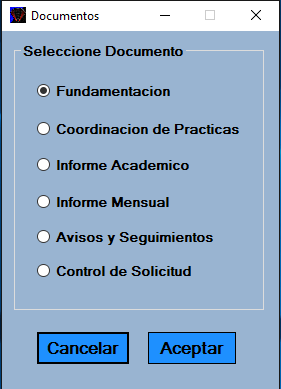 Documentos
Seleccione Documento
Fundamentacion
Coordinacion de Practicas
Informe Academico
Informe Mensual
Avisos y Seguimientos
Control de Solicitud
Cancelar
Aceptar